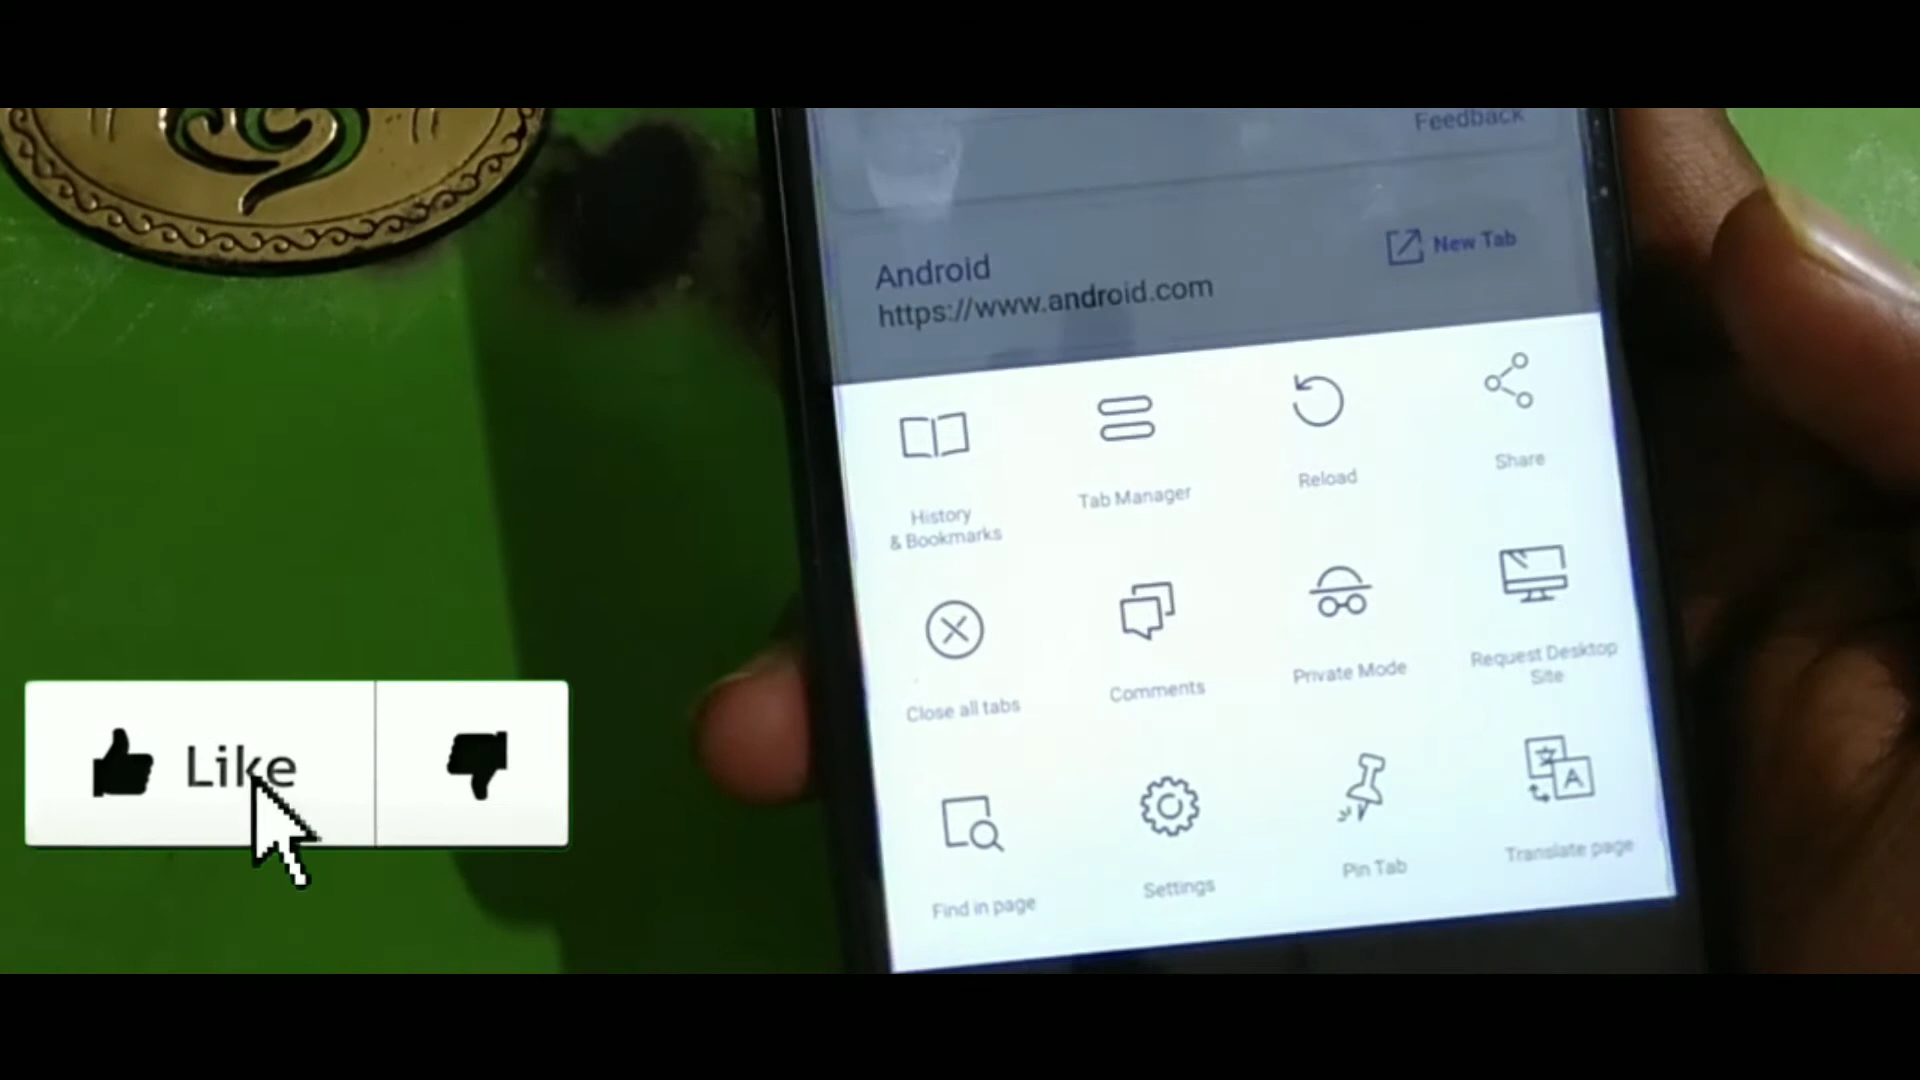 Feedback
Android
https://www.android.com
New Tab
History
& Bookmarks
Tab Manager
Reload
Share
Close all tabs
Comments
Private Mode
Request Desktop
Site
Find in page
Settings
Pin Tab
Translate page
Like